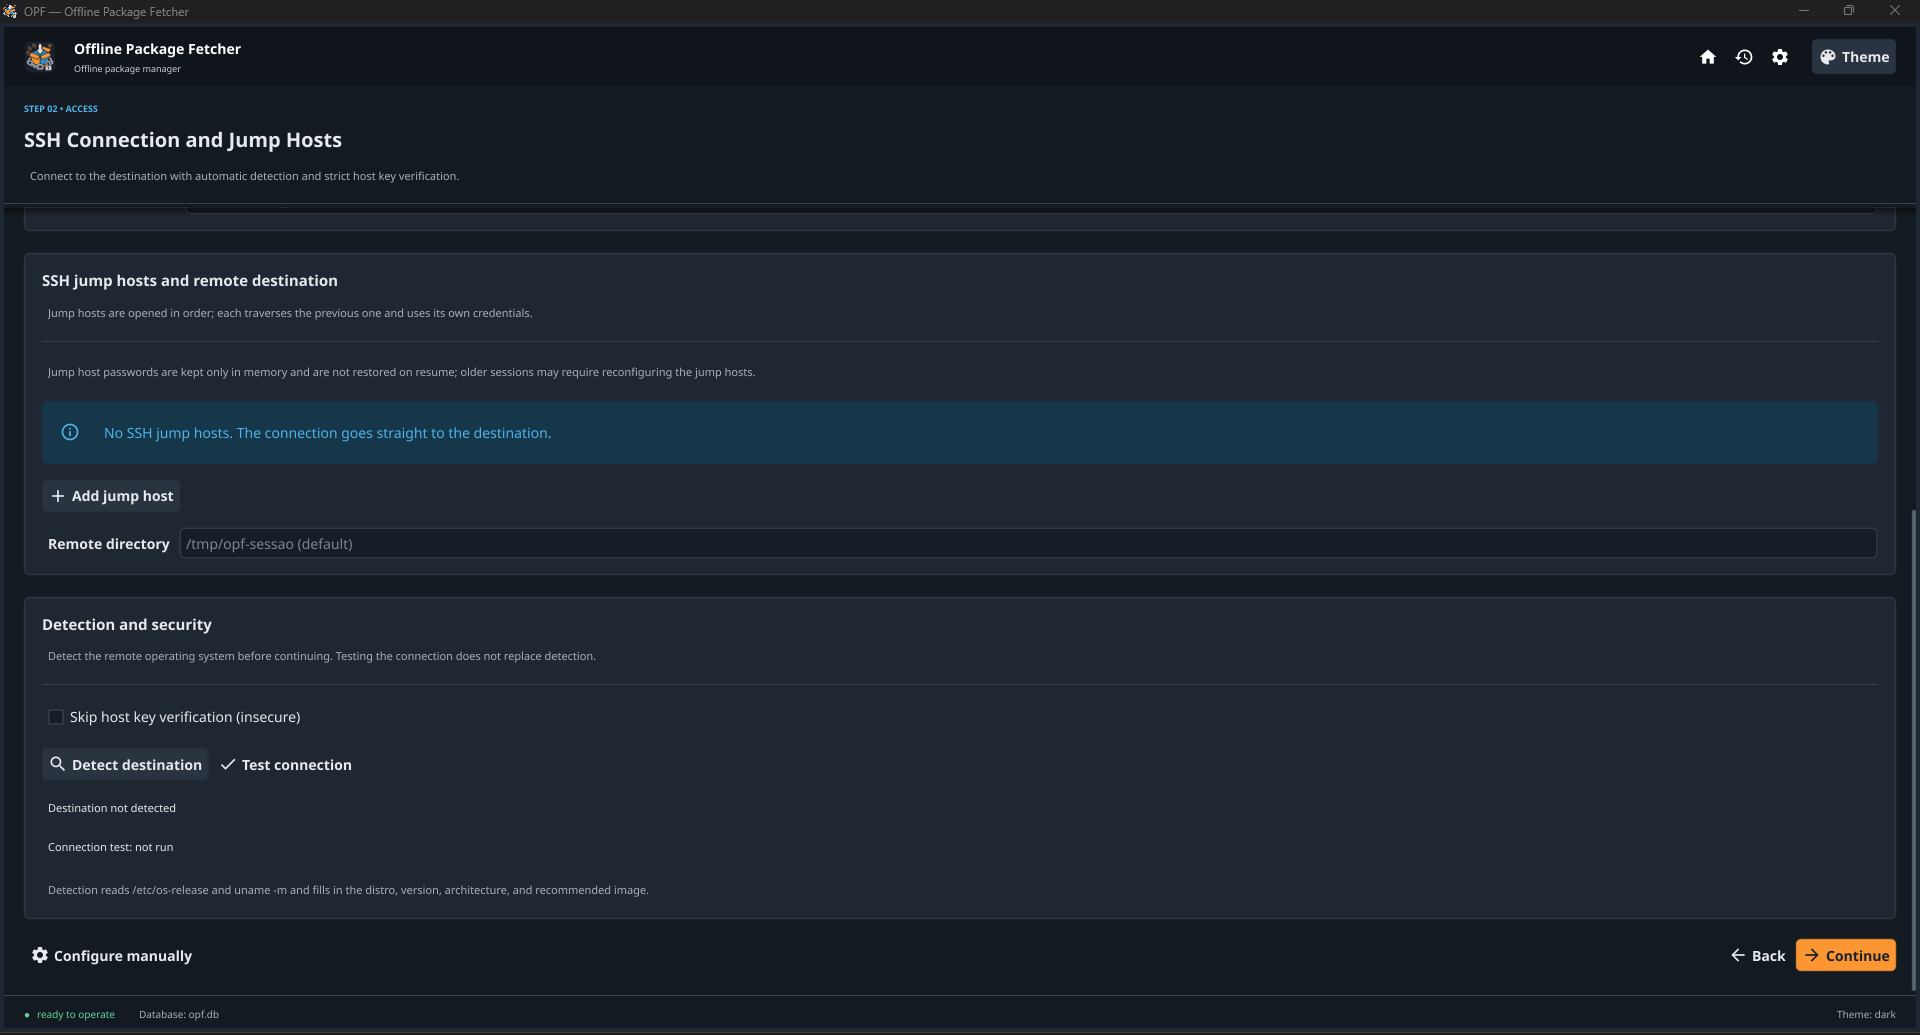 OPF — Offline Package Fetcher
Offline Package Fetcher
Offline package manager
Theme
STEP 02 • ACCESS
SSH Connection and Jump Hosts
Connect to the destination with automatic detection and strict host key verification.
SSH jump hosts and remote destination
Jump hosts are opened in order; each traverses the previous one and uses its own credentials.
Jump host passwords are kept only in memory and are not restored on resume; older sessions may require reconfiguring the jump hosts.
No SSH jump hosts. The connection goes straight to the destination.
Add jump host
Remote directory /tmp/opf-sessao (default)
Detection and security
Detect the remote operating system before continuing. Testing the connection does not replace detection.
Skip host key verification (insecure)
Detect destination Test connection
Destination not detected
Connection test: not run
Detection reads /etc/os-release and uname -m and fills in the distro, version, architecture, and recommended image.
Configure manually Back Continue
ready to operate Database: opf.db Theme: dark